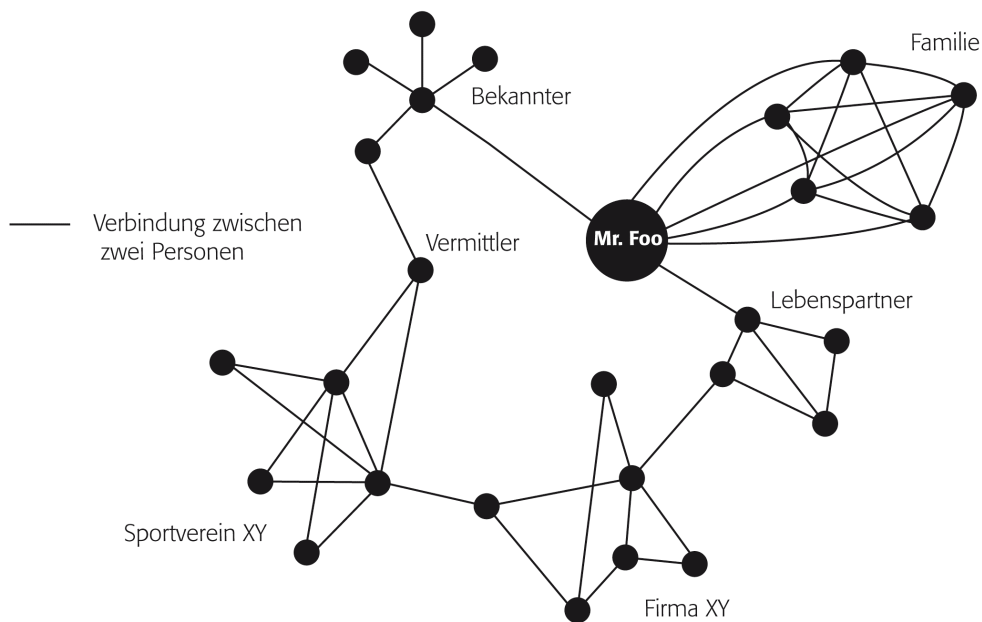 Familie
Bekannter
Verbindung zwischen
zwei Personen
Vermittler
Mr. Foo
Lebenspartner
Sportverein XY
Firma XY